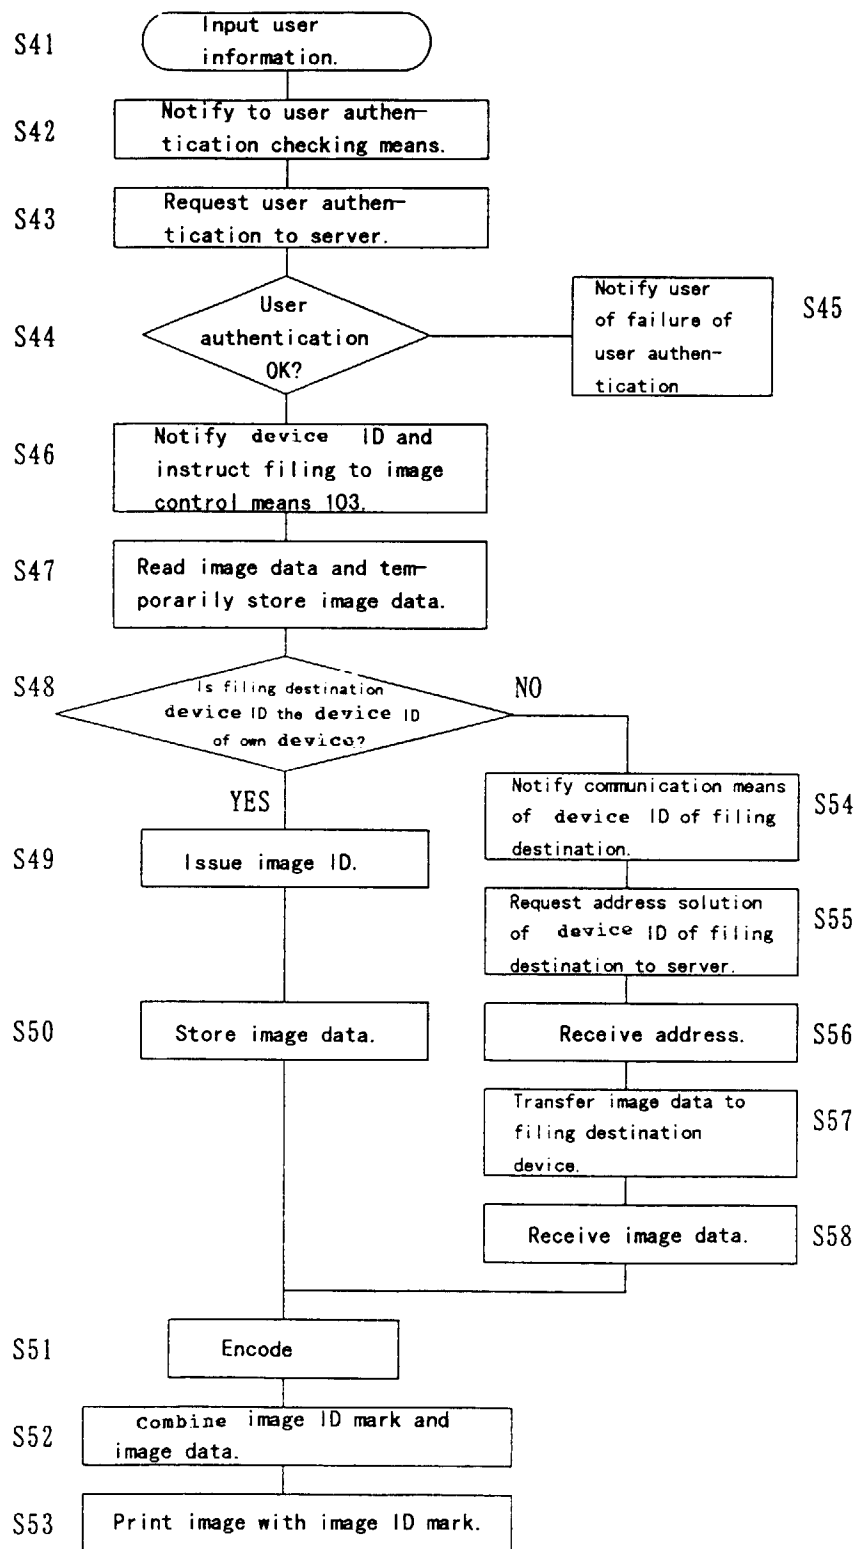 S41
Input user
information.
S42
Notify to user authen-
tication checking means.
S43
Request user authen-
tication to server.
S44
User
authentication
OK?
Notify user
of failure of
user authen-
tication
S45
S46
Notify device ID and
instruct filing to image
control means 103.
S47
Read image data and tem-
porarily store image data.
S48
Is filing destination
device ID the device ID
of own device?
NO
YES
S49
Issue image ID.
S50
Store image data.
Notify communication means
of device ID of filing
destination.
S54
Request address solution
of device ID of filing
destination to server.
S55
Receive address.
S56
Transfer image data to
filing destination
device.
S57
Receive image data.
S58
S51
Encode
S52
Combine image ID mark and
image data.
S53
Print image with image ID mark.